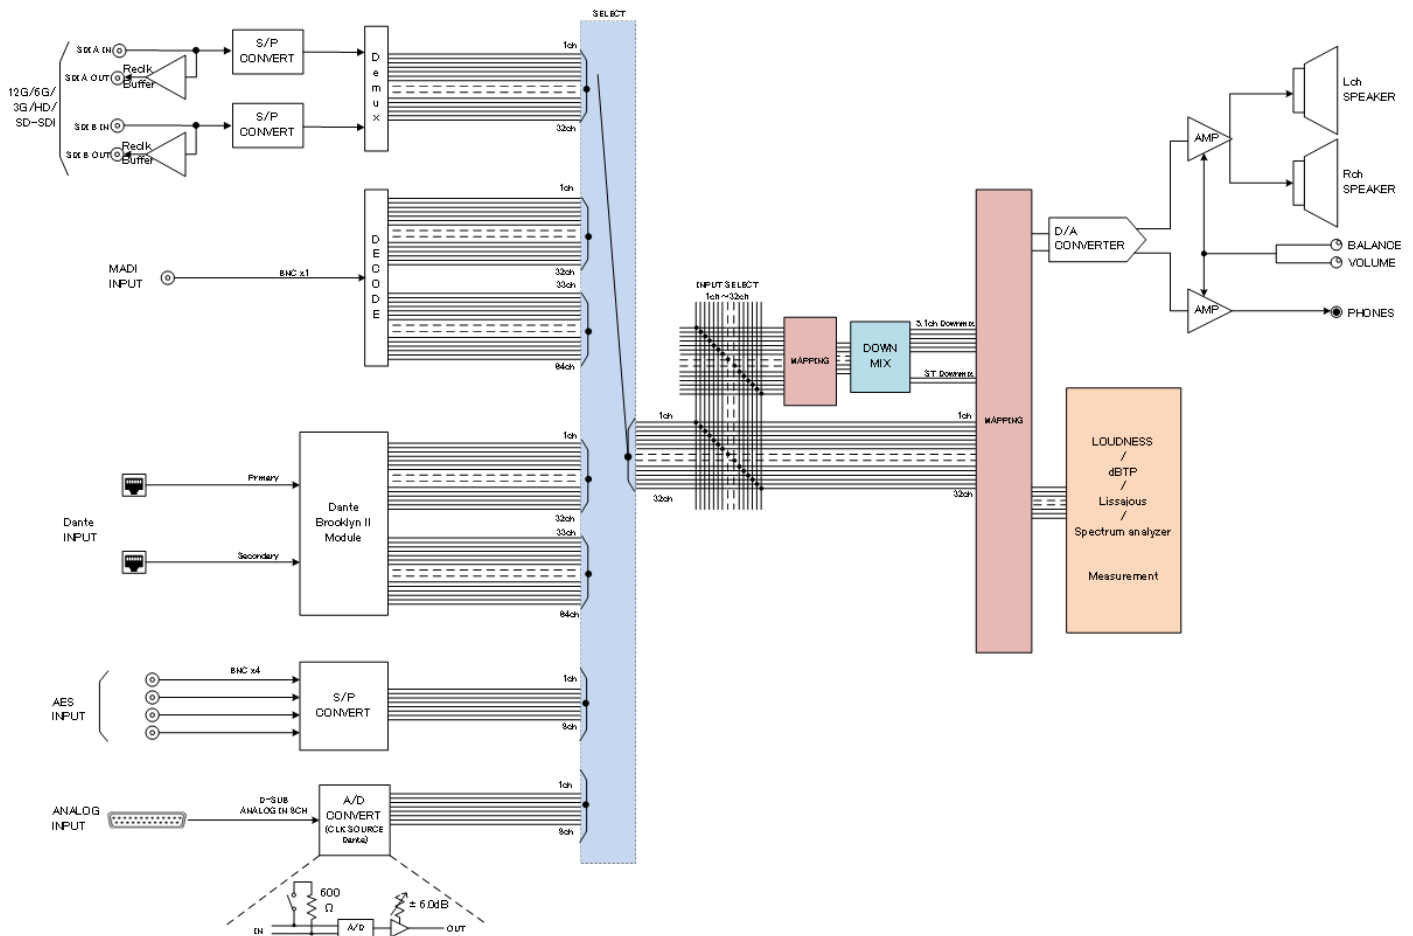 SELECT
12G/6G/
3G/HD/
SD-SDI
SDI A IN
SDI A OUT
Reclk
Buffer
SDI B IN
SDI B OUT
Reclk
Buffer
S/P
CONVERT
S/P
CONVERT
Demux
1ch
32ch
MADI
INPUT
BNC x1
DECODE
1ch
32ch
33ch
64ch
Dante
INPUT
Primary
Secondary
Dante
Brooklyn II
Module
1ch
32ch
33ch
64ch
AES
INPUT
BNC x4
S/P
CONVERT
1ch
8ch
ANALOG
INPUT
D-SUB
ANALOG IN 8CH
A/D
CONVERT
(CLK SOURCE
Dante)
1ch
8ch
600
Ω
± 6.0dB
IN
A/D
OUT
INPUT SELECT
1ch~32ch
MAPPING
DOWN
MIX
5.1ch Downmix
ST Downmix
1ch
32ch
1ch
32ch
MAPPING
D/A
CONVERTER
AMP
AMP
Lch
SPEAKER
Rch
SPEAKER
BALANCE
VOLUME
PHONES
LOUDNESS
/
dBTP
/
Lissajous
/
Spectrum analyzer
Measurement